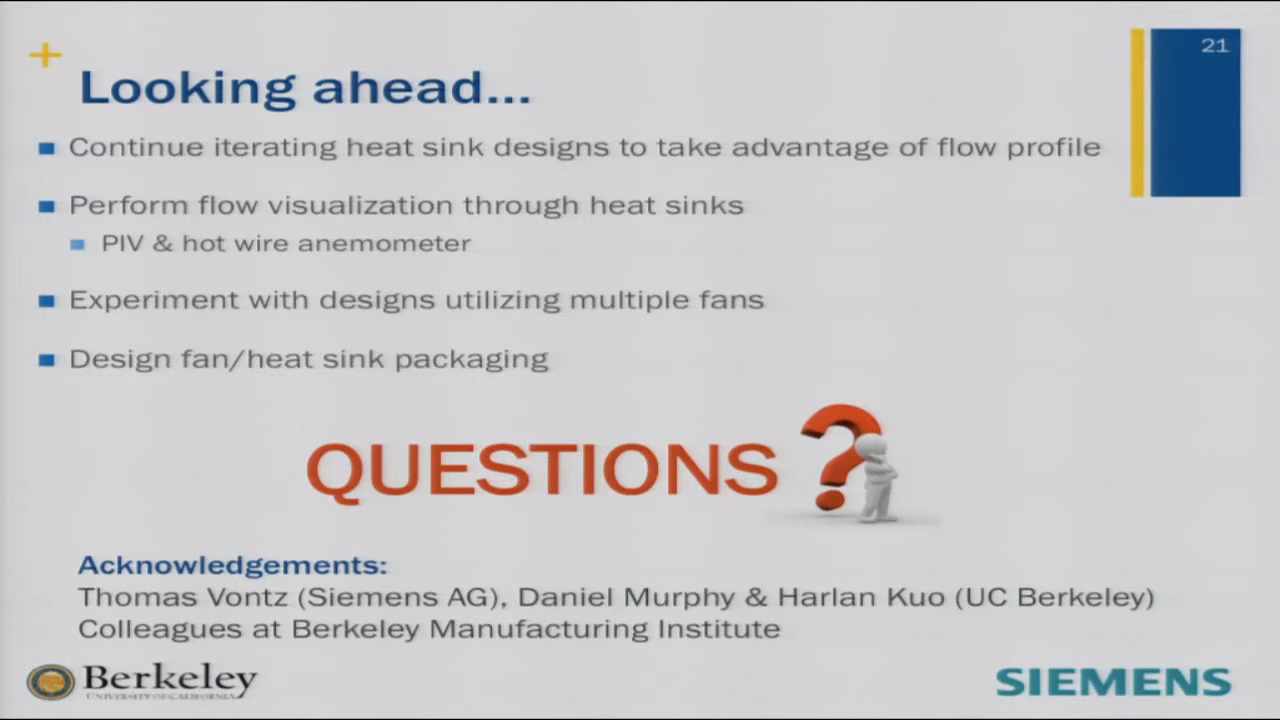 21
+ Looking ahead...
Continue iterating heat sink designs to take advantage of flow profile
Perform flow visualization through heat sinks
PIV & hot wire anemometer
Experiment with designs utilizing multiple fans
Design fan/heat sink packaging
QUESTIONS?
Acknowledgements:
Thomas Vontz (Siemens AG), Daniel Murphy & Harlan Kuo (UC Berkeley)
Colleagues at Berkeley Manufacturing Institute
Berkeley
UNIVERSITY OF CALIFORNIA
SIEMENS